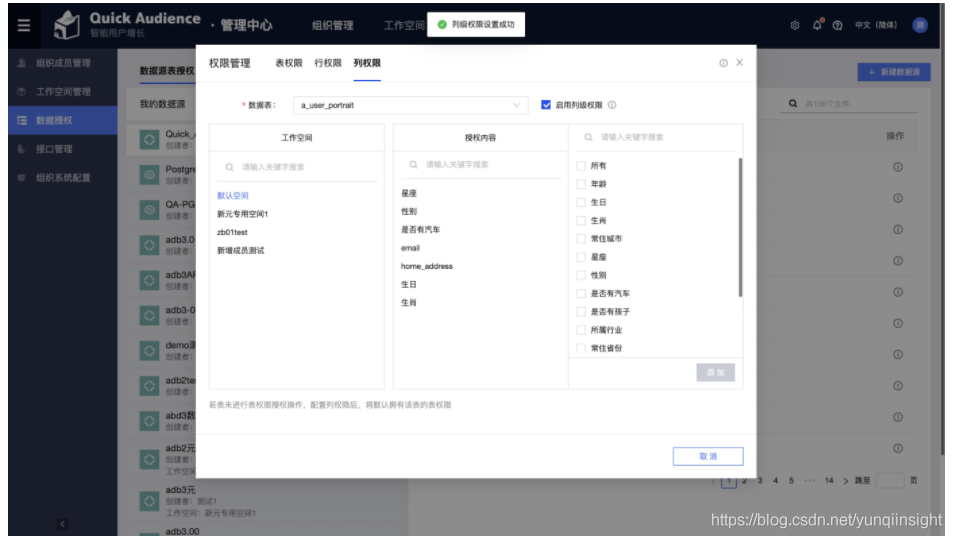 Quick Audience
智能用户增长
· 管理中心
组织管理
工作空间
列级权限设置成功
中文（简体）
组织成员管理
工作空间管理
数据授权
接口管理
组织系统配置
数据源表授权
+ 新建数据源
我的数据源
共138个文件
操作
Quick_
创建者:
Postgre
创建者:
QA-PG
创建者:
adb3.0
创建者:
adb3AF
创建者:
adb3-0
创建者:
demo测
创建者:
adb2te
创建者:
abd3数
创建者:
adb2元
创建者:
工作空间
adb3元
创建者: 测试1
工作空间: 新元专用空间1
adb3.00
权限管理
表权限
行权限
列权限
* 数据表:
a_user_portrait
启用列级权限
工作空间
请输入关键字搜索
默认空间
新元专用空间1
zb01test
新增成员测试
授权内容
请输入关键字搜索
星座
性别
是否有汽车
email
home_address
生日
生肖
请输入关键字搜索
所有
年龄
生日
生肖
常住城市
星座
性别
是否有汽车
是否有孩子
所属行业
常住省份
添 加
若表未进行表权限授权操作，配置列权限后，将默认拥有该表的表权限
取 消
1 2 3 4 5 ··· 14 > 跳至 页
https://blog.csdn.net/yunqiinsight